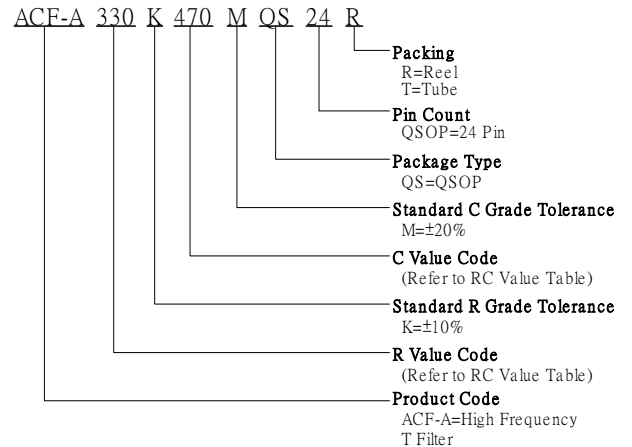 ACF-A 330 K 470 M QS 24 R
Packing
R=Reel
T=Tube
Pin Count
QSOP=24 Pin
Package Type
QS=QSOP
Standard C Grade Tolerance
M=±20%
C Value Code
(Refer to RC Value Table)
Standard R Grade Tolerance
K=±10%
R Value Code
(Refer to RC Value Table)
Product Code
ACF-A=High Frequency
T Filter